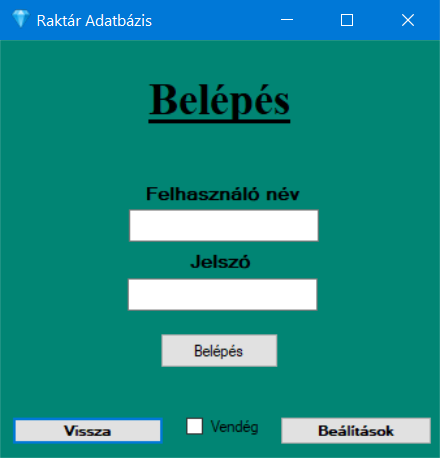 Raktár Adatbázis
Belépés
Felhasználó név
Jelszó
Belépés
Vissza
Vendég
Beálítások